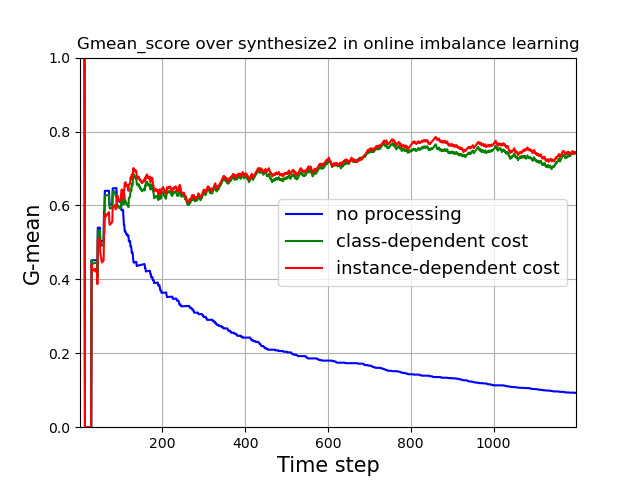 Gmean_score over synthesize2 in online imbalance learning
1.0
0.8
0.6
0.4
0.2
0.0
G-mean
no processing
class-dependent cost
instance-dependent cost
200 400 600 800 1000
Time step